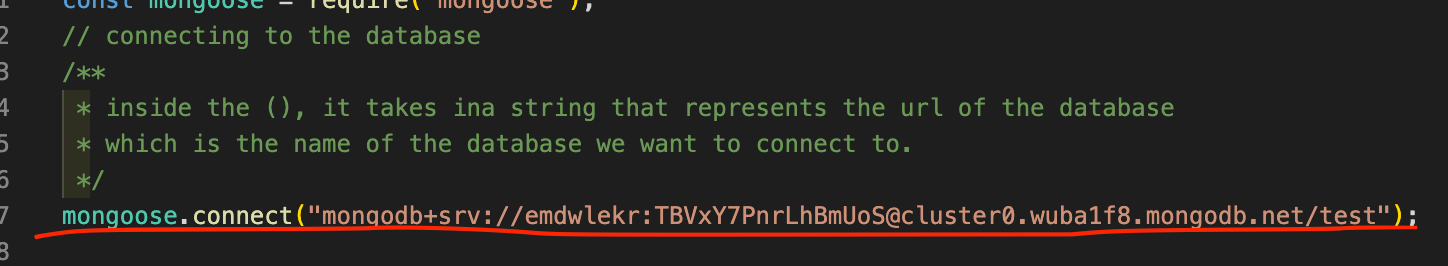 1 const mongoose = require("mongoose");
2 // connecting to the database
3 /**
4 * inside the (), it takes ina string that represents the url of the database
5 * which is the name of the database we want to connect to.
6 */
7 mongoose.connect("mongodb+srv://emdwlekr:TBVxY7PnrLhBmUoS@cluster0.wuba1f8.mongodb.net/test");
8